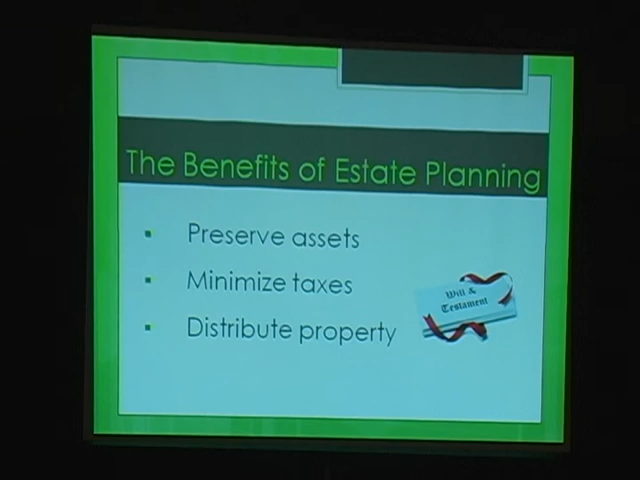 The Benefits of Estate Planning
▪ Preserve assets
▪ Minimize taxes
▪ Distribute property
Will &
Testament